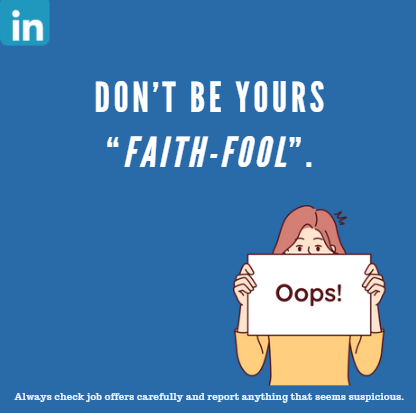 in
DON'T BE YOURS
“FAITH-FOOL”.
Oops!
Always check job offers carefully and report anything that seems suspicious.